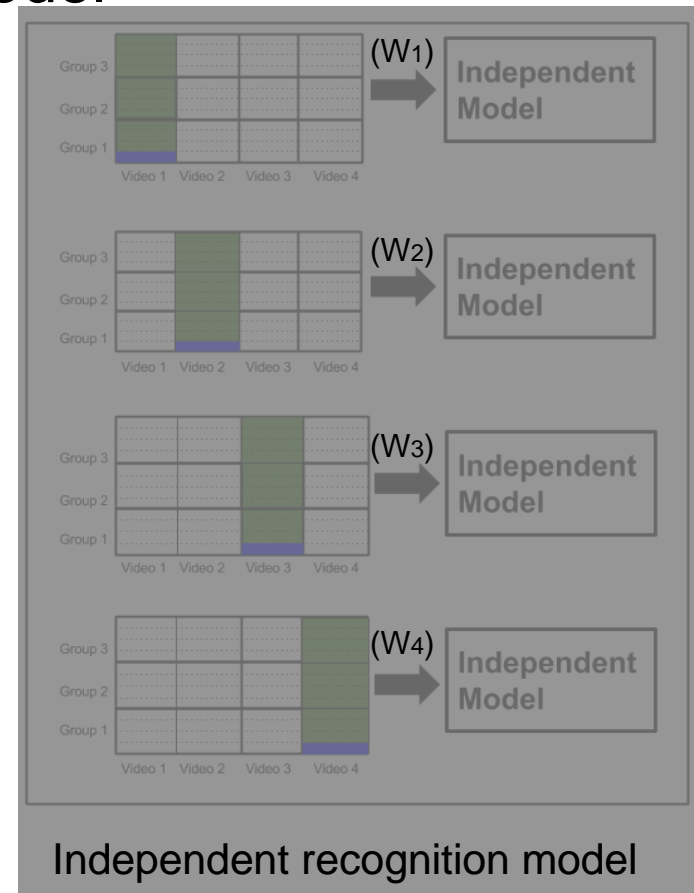 (W1)
Independent
Model
Group 3
Group 2
Group 1
Video 1 Video 2 Video 3 Video 4
(W2)
Independent
Model
Group 3
Group 2
Group 1
Video 1 Video 2 Video 3 Video 4
(W3)
Independent
Model
Group 3
Group 2
Group 1
Video 1 Video 2 Video 3 Video 4
(W4)
Independent
Model
Group 3
Group 2
Group 1
Video 1 Video 2 Video 3 Video 4
Independent recognition model